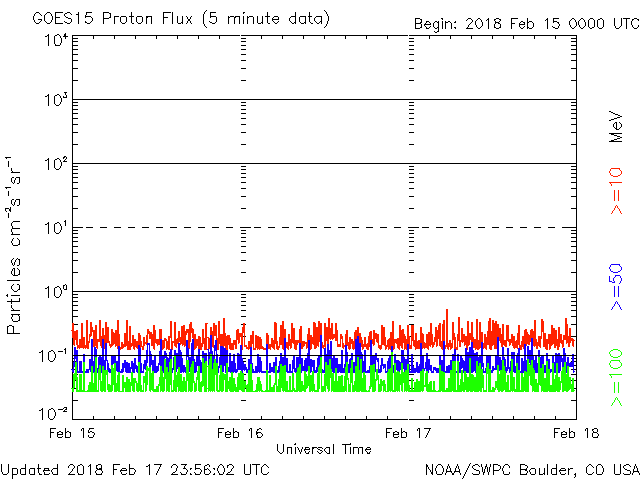 GOES15 Proton Flux (5 minute data)
Begin: 2018 Feb 15 0000 UTC
Particles cm⁻²s⁻¹sr⁻¹
10⁴
10³
10²
10¹
10⁰
10⁻¹
10⁻²
Feb 15
Feb 16
Feb 17
Feb 18
Universal Time
MeV
>=10
>=50
>=100
Updated 2018 Feb 17 23:56:02 UTC
NOAA/SWPC Boulder, CO USA